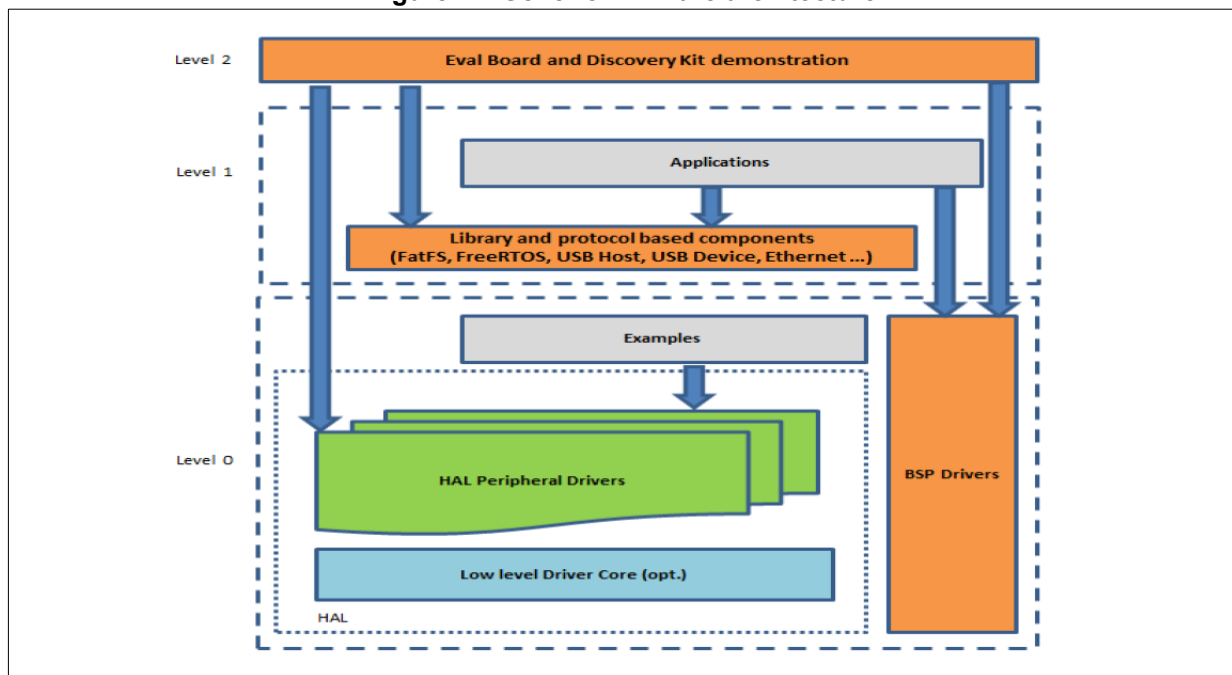 Level 2
Eval Board and Discovery Kit demonstration
Level 1
Applications
Library and protocol based components
(FatFS, FreeRTOS, USB Host, USB Device, Ethernet ...)
Examples
Level 0
HAL Peripheral Drivers
BSP Drivers
Low level Driver Core (opt.)
HAL